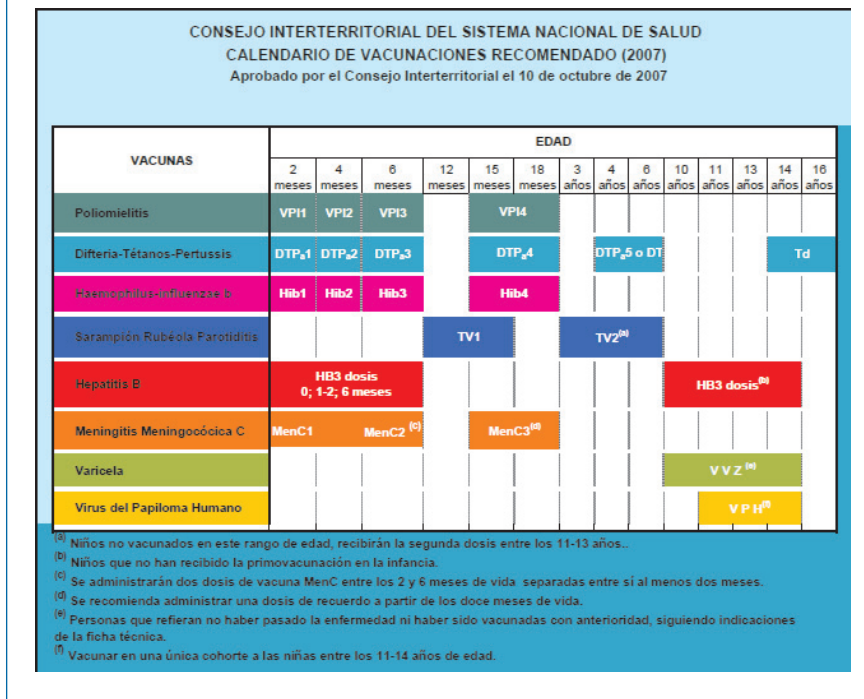 CONSEJO INTERTERRITORIAL DEL SISTEMA NACIONAL DE SALUD
CALENDARIO DE VACUNACIONES RECOMENDADO (2007)
Aprobado por el Consejo Interterritorial el 10 de octubre de 2007
VACUNAS
EDAD
2 meses 4 meses 6 meses 12 meses 15 meses 18 meses 3 años 4 años 6 años 10 años 11 años 13 años 14 años 16 años
Poliomielitis VPI1 VPI2 VPI3 VPI4
Difteria-Tétanos-Pertussis DTPa1 DTPa2 DTPa3 DTPa4 DTPa5 o DT Td
Haemophilus-influenzae b Hib1 Hib2 Hib3 Hib4
Sarampión Rubéola Parotiditis TV1 TV2(a)
Hepatitis B HB3 dosis 0; 1-2; 6 meses HB3 dosis(b)
Meningitis Meningocócica C MenC1 MenC2 (c) MenC3(d)
Varicela V V Z (e)
Virus del Papiloma Humano V P H(f)
(a) Niños no vacunados en este rango de edad, recibirán la segunda dosis entre los 11-13 años..
(b) Niños que no han recibido la primovacunación en la infancia.
(c) Se administrarán dos dosis de vacuna MenC entre los 2 y 6 meses de vida separadas entre sí al menos dos meses.
(d) Se recomienda administrar una dosis de recuerdo a partir de los doce meses de vida.
(e) Personas que refieran no haber pasado la enfermedad ni haber sido vacunadas con anterioridad, siguiendo indicaciones
de la ficha técnica.
(f) Vacunar en una única cohorte a las niñas entre los 11-14 años de edad.